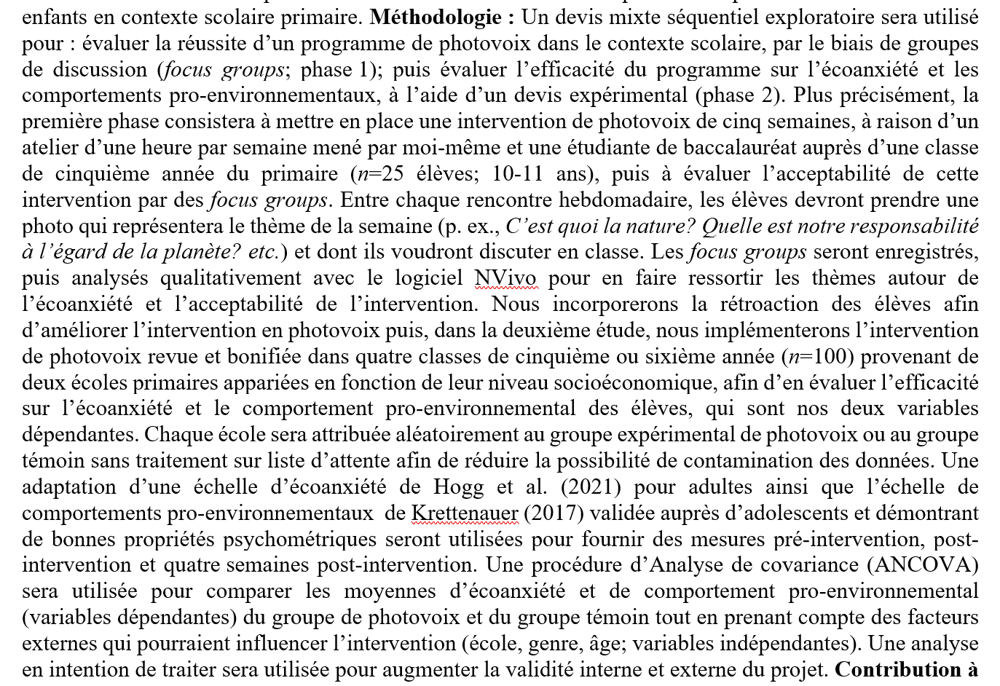 enfants en contexte scolaire primaire. Méthodologie : Un devis mixte séquentiel exploratoire sera utilisé
pour : évaluer la réussite d’un programme de photovoix dans le contexte scolaire, par le biais de groupes
de discussion (focus groups; phase 1); puis évaluer l’efficacité du programme sur l’écoanxiété et les
comportements pro-environnementaux, à l’aide d’un devis expérimental (phase 2). Plus précisément, la
première phase consistera à mettre en place une intervention de photovoix de cinq semaines, à raison d’un
atelier d’une heure par semaine mené par moi-même et une étudiante de baccalauréat auprès d’une classe
de cinquième année du primaire (n=25 élèves; 10-11 ans), puis à évaluer l’acceptabilité de cette
intervention par des focus groups. Entre chaque rencontre hebdomadaire, les élèves devront prendre une
photo qui représentera le thème de la semaine (p. ex., C’est quoi la nature? Quelle est notre responsabilité
à l’égard de la planète? etc.) et dont ils voudront discuter en classe. Les focus groups seront enregistrés,
puis analysés qualitativement avec le logiciel NVivo pour en faire ressortir les thèmes autour de
l’écoanxiété et l’acceptabilité de l’intervention. Nous incorporerons la rétroaction des élèves afin
d’améliorer l’intervention en photovoix puis, dans la deuxième étude, nous implémenterons l’intervention
de photovoix revue et bonifiée dans quatre classes de cinquième ou sixième année (n=100) provenant de
deux écoles primaires appariées en fonction de leur niveau socioéconomique, afin d’en évaluer l’efficacité
sur l’écoanxiété et le comportement pro-environnemental des élèves, qui sont nos deux variables
dépendantes. Chaque école sera attribuée aléatoirement au groupe expérimental de photovoix ou au groupe
témoin sans traitement sur liste d’attente afin de réduire la possibilité de contamination des données. Une
adaptation d’une échelle d’écoanxiété de Hogg et al. (2021) pour adultes ainsi que l’échelle de
comportements pro-environnementaux de Krettenauer (2017) validée auprès d’adolescents et démontrant
de bonnes propriétés psychométriques seront utilisées pour fournir des mesures pré-intervention, post-
intervention et quatre semaines post-intervention. Une procédure d’Analyse de covariance (ANCOVA)
sera utilisée pour comparer les moyennes d’écoanxiété et de comportement pro-environnemental
(variables dépendantes) du groupe de photovoix et du groupe témoin tout en prenant compte des facteurs
externes qui pourraient influencer l’intervention (école, genre, âge; variables indépendantes). Une analyse
en intention de traiter sera utilisée pour augmenter la validité interne et externe du projet. Contribution à